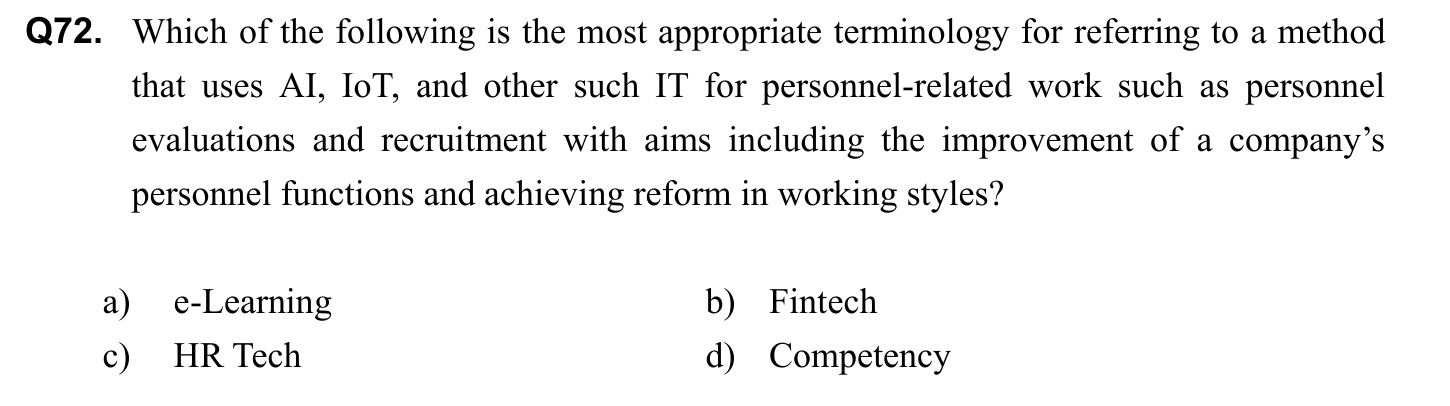 Q72. Which of the following is the most appropriate terminology for referring to a method
that uses AI, IoT, and other such IT for personnel-related work such as personnel
evaluations and recruitment with aims including the improvement of a company’s
personnel functions and achieving reform in working styles?
a) e-Learning b) Fintech
c) HR Tech d) Competency